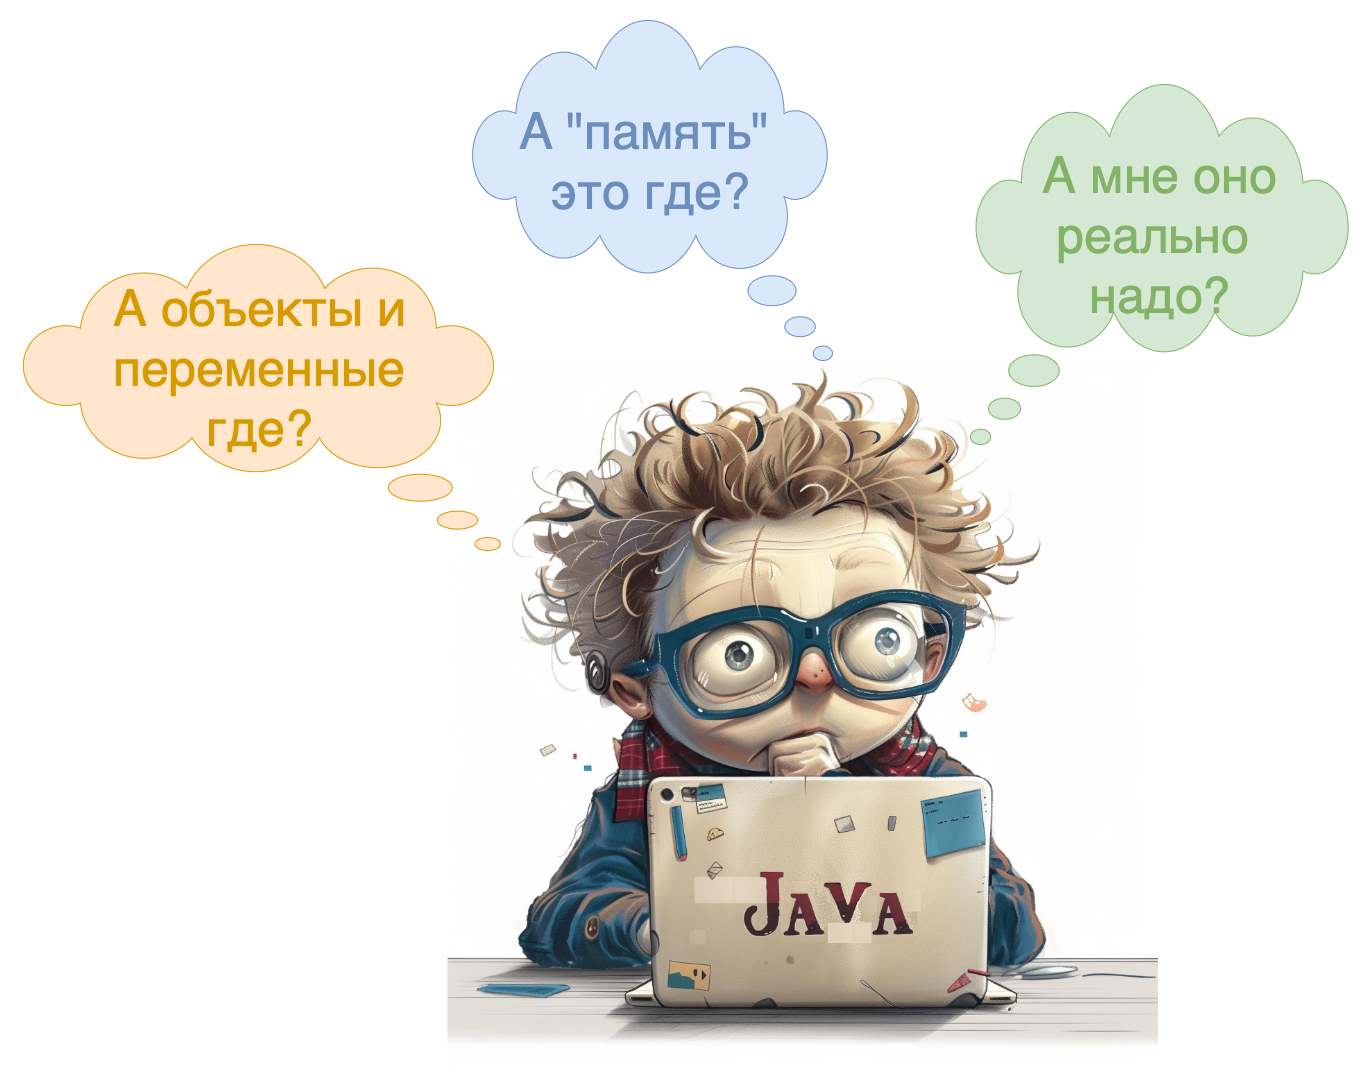 А "память"
это где?
А мне оно
реально
надо?
А объекты и
переменные
где?
JAVA